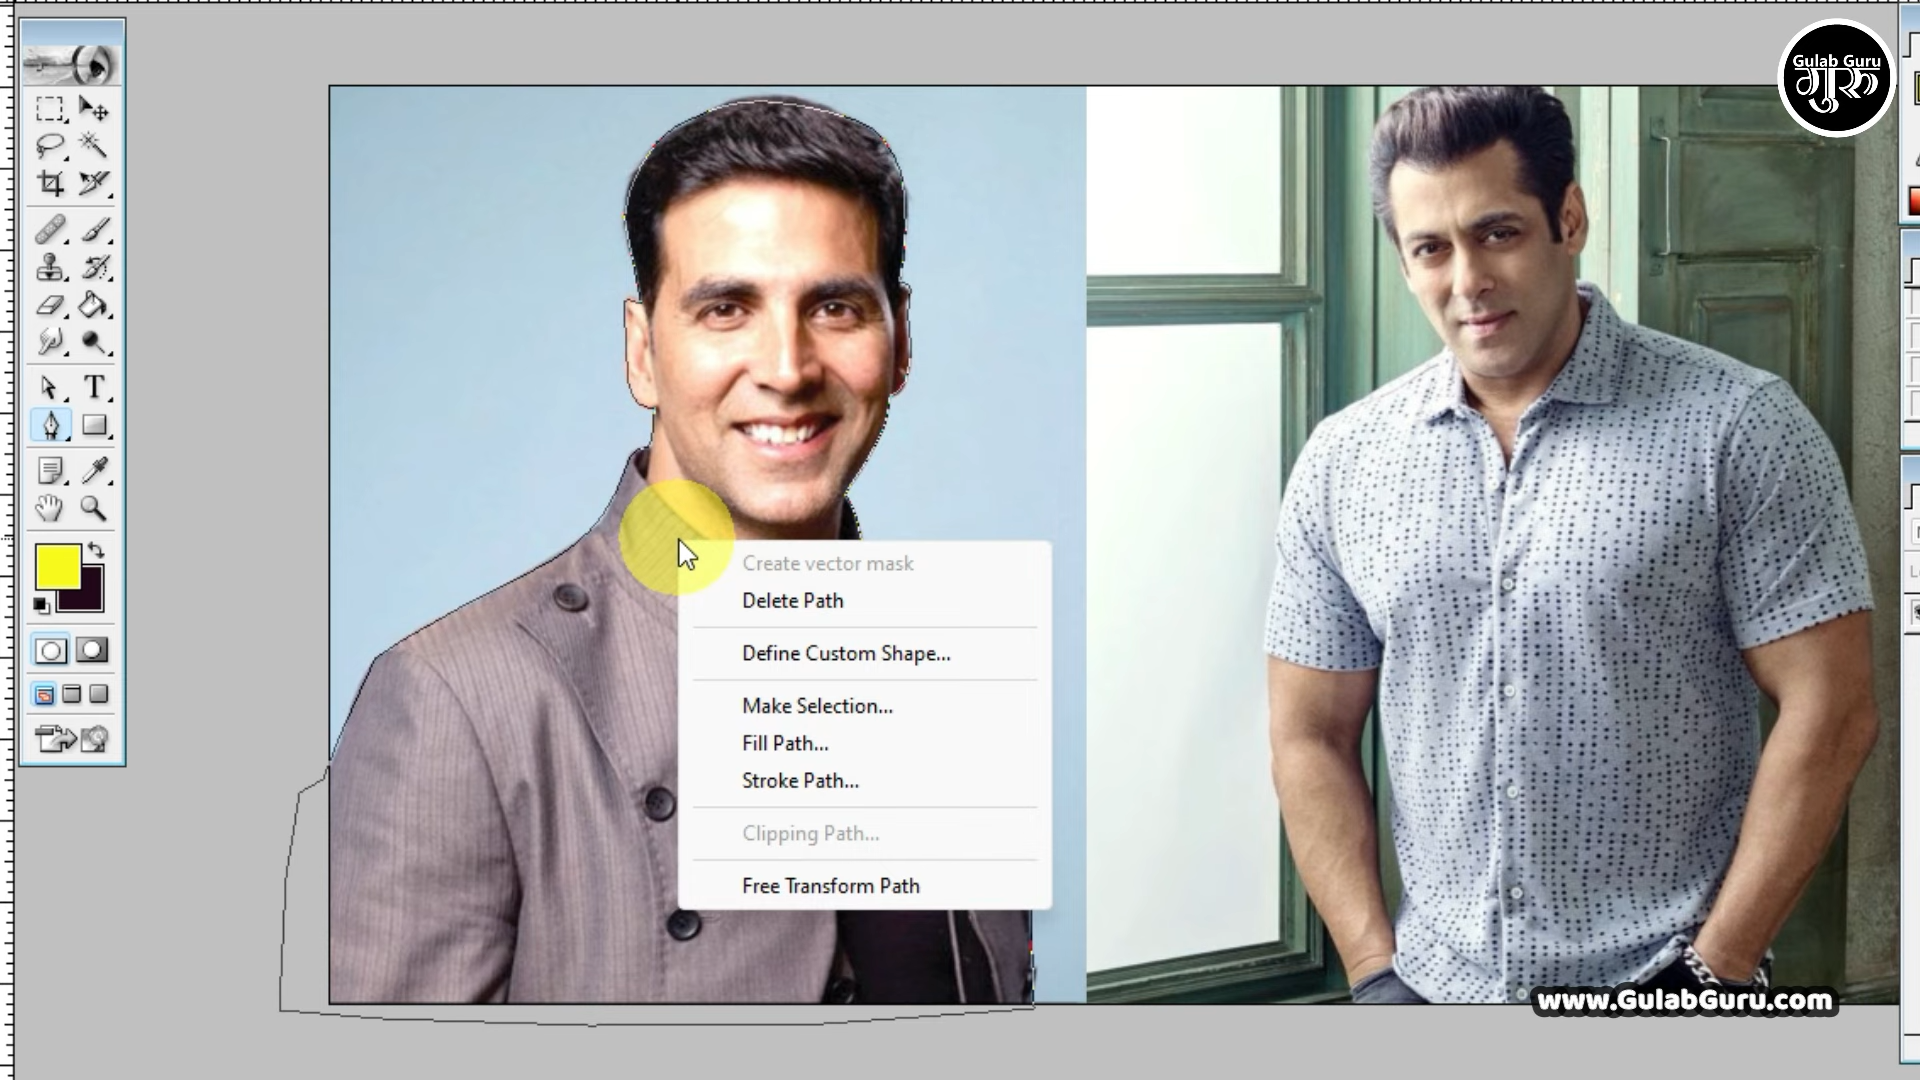 Gulab Guru
गुरु
T
Create vector mask
Delete Path
Define Custom Shape...
Make Selection...
Fill Path...
Stroke Path...
Clipping Path...
Free Transform Path
www.GulabGuru.com